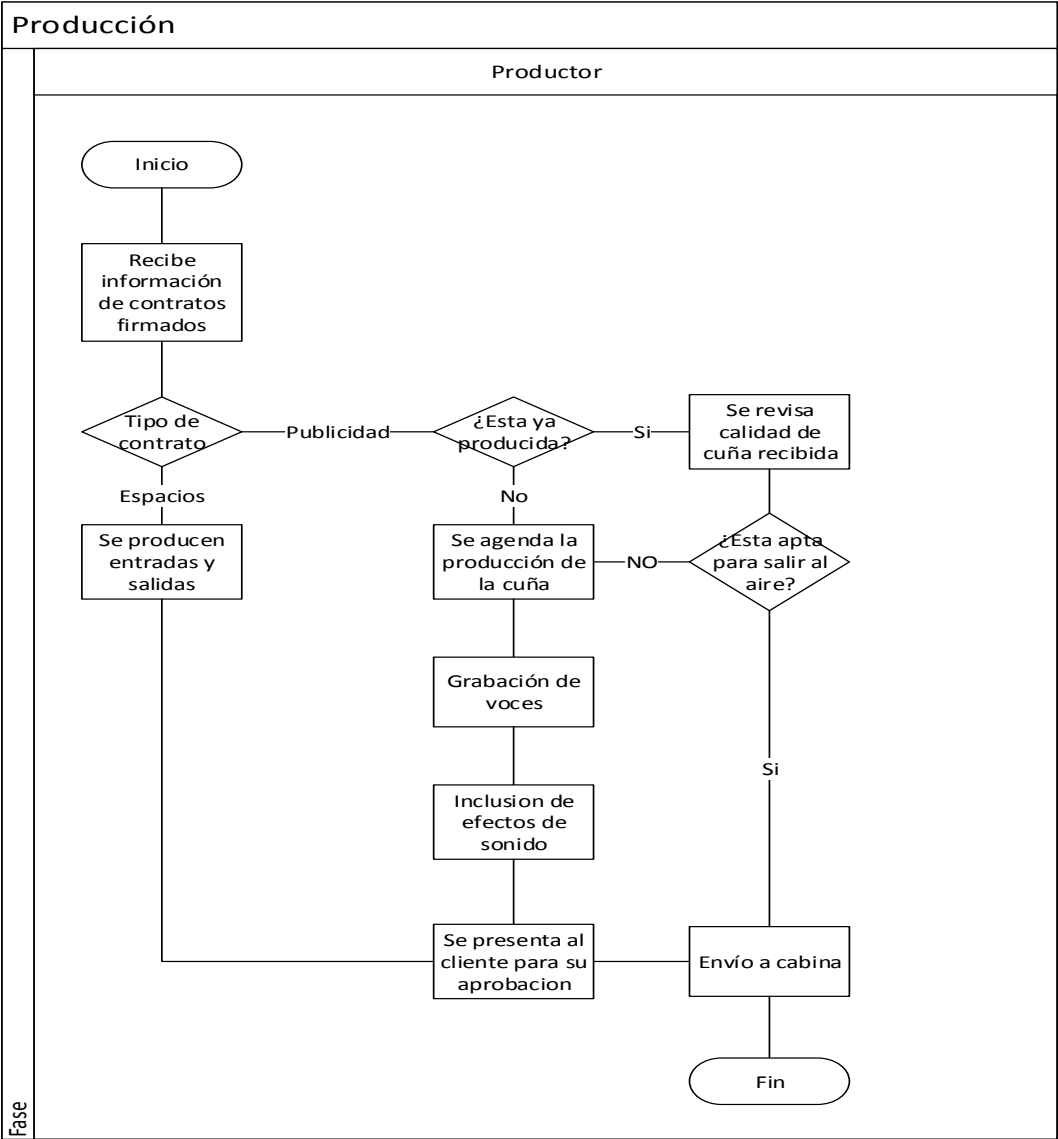 Producción
Productor
Inicio
Recibe
información
de contratos
firmados
Tipo de
contrato
Publicidad
¿Esta ya
producida?
Si
Se revisa
calidad de
cuña recibida
Espacios
No
Se producen
entradas y
salidas
Se agenda la
producción de
la cuña
NO
¿Esta apta
para salir al
aire?
Grabación de
voces
Si
Inclusion de
efectos de
sonido
Se presenta al
cliente para su
aprobacion
Envío a cabina
Fin
Fase